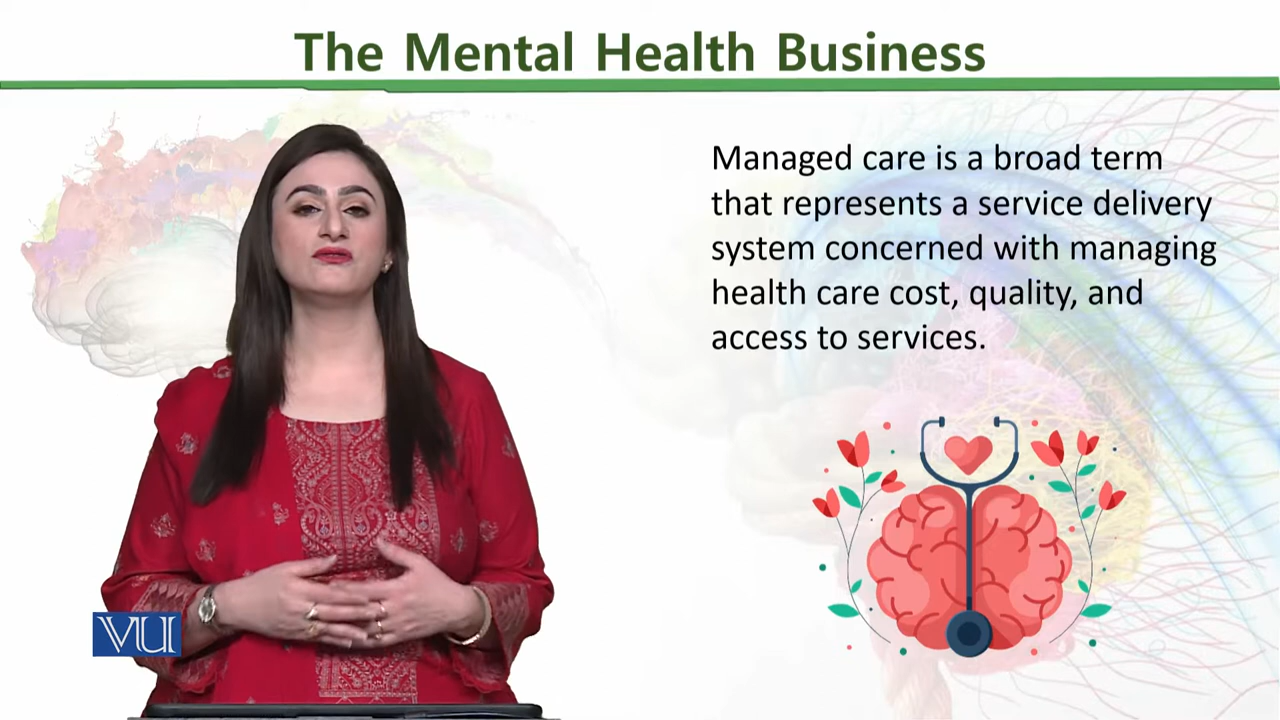 The Mental Health Business
Managed care is a broad term
that represents a service delivery
system concerned with managing
health care cost, quality, and
access to services.
VU